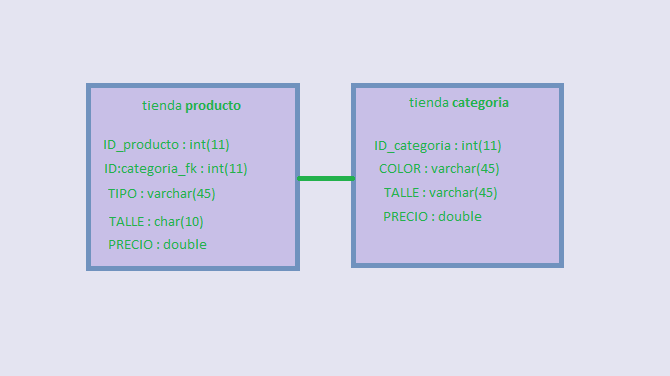 tienda producto
ID_producto : int(11)
ID:categoria_fk : int(11)
TIPO : varchar(45)
TALLE : char(10)
PRECIO : double
tienda categoria
ID_categoria : int(11)
COLOR : varchar(45)
TALLE : varchar(45)
PRECIO : double